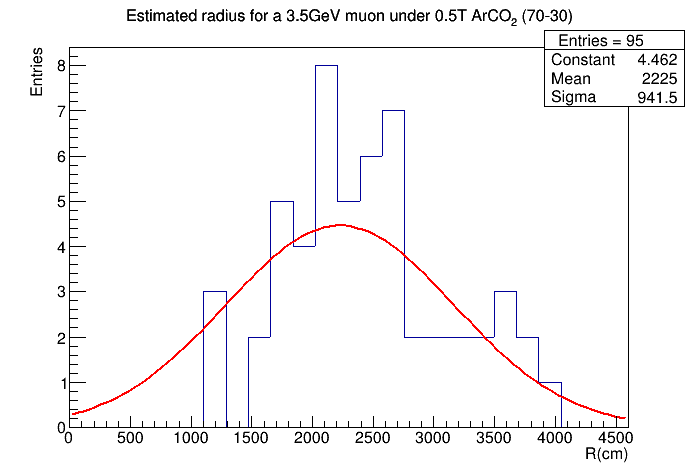 Estimated radius for a 3.5GeV muon under 0.5T ArCO2 (70-30)
Entries = 95
Constant 4.462
Mean 2225
Sigma 941.5
Entries
8
7
6
5
4
3
2
1
0
0 500 1000 1500 2000 2500 3000 3500 4000 4500
R(cm)